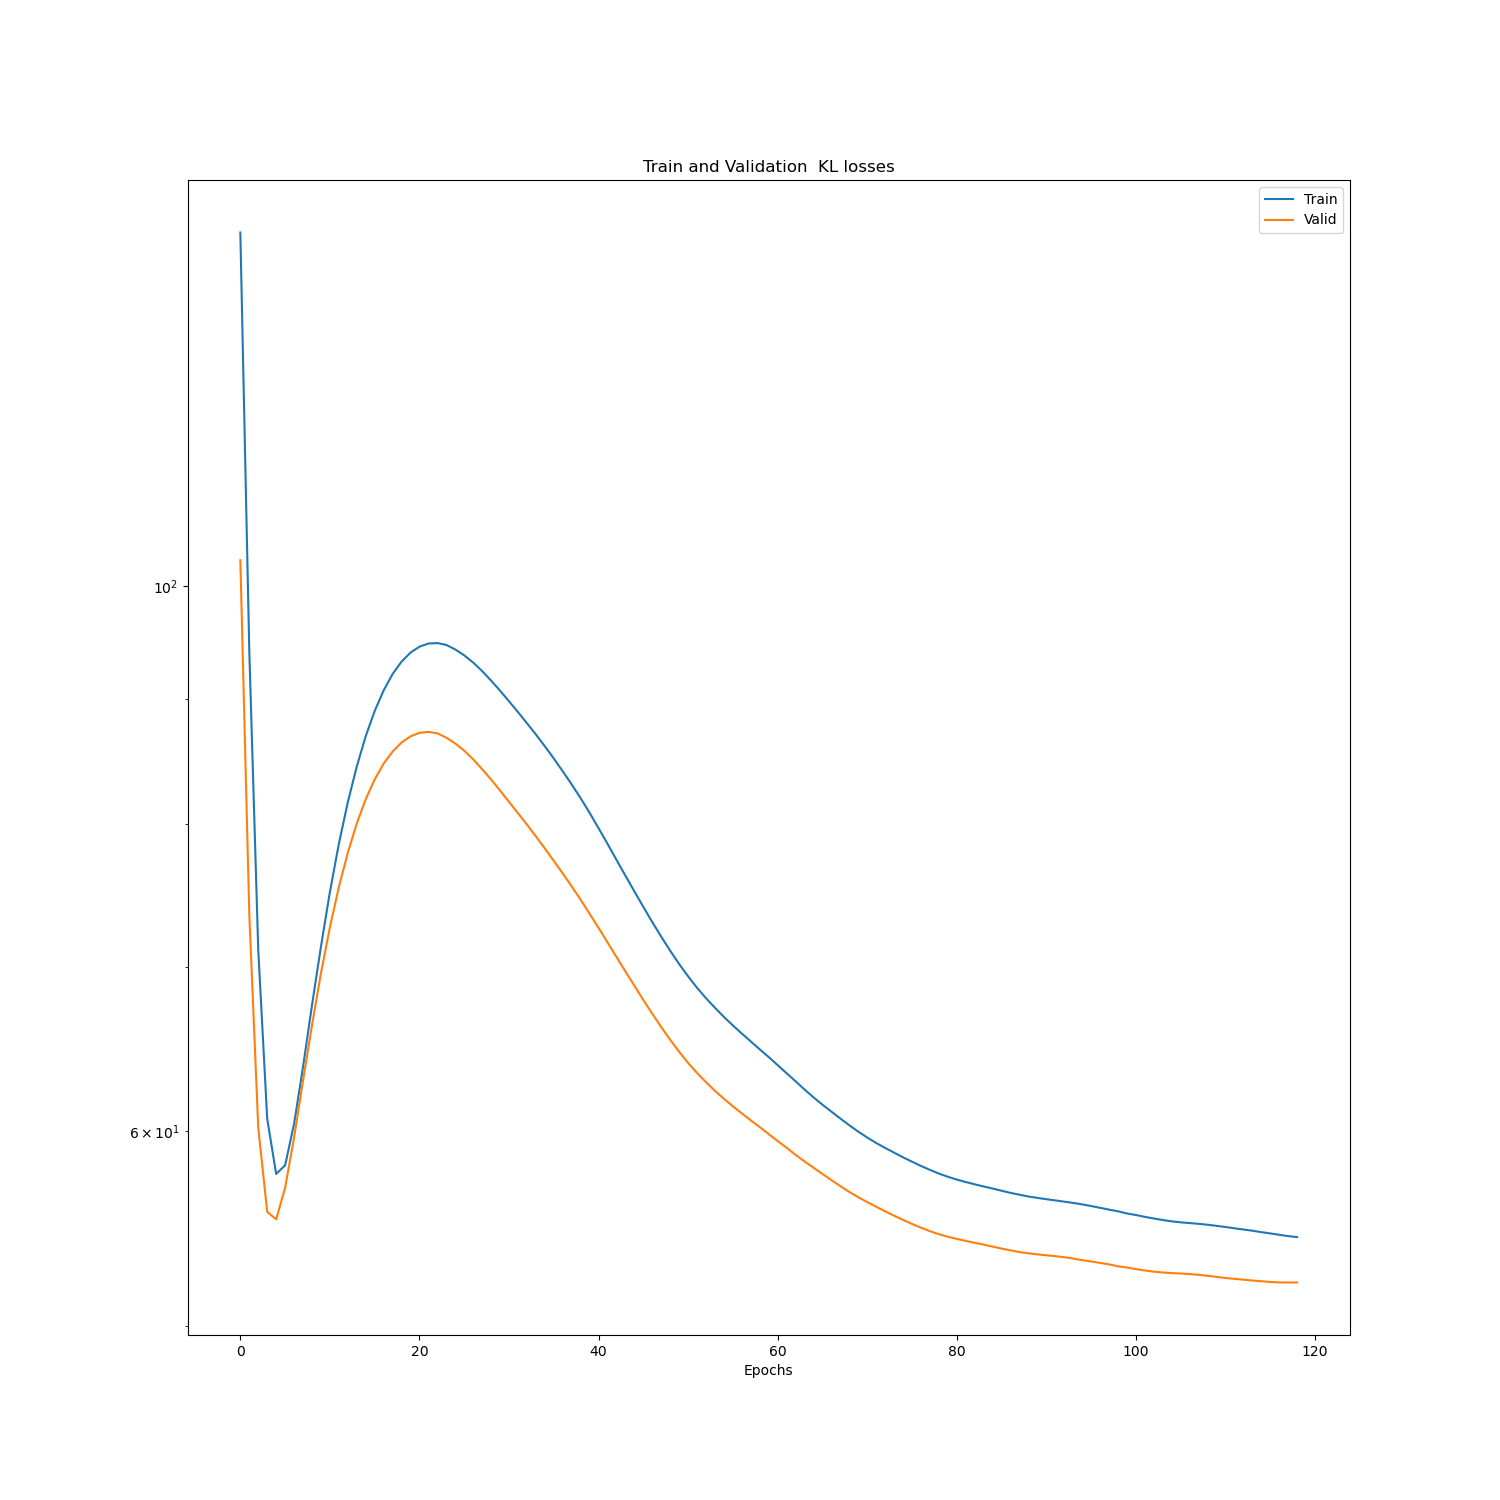 Train and Validation  KL losses
Train
Valid
10²
6 × 10¹
0 20 40 60 80 100 120
Epochs